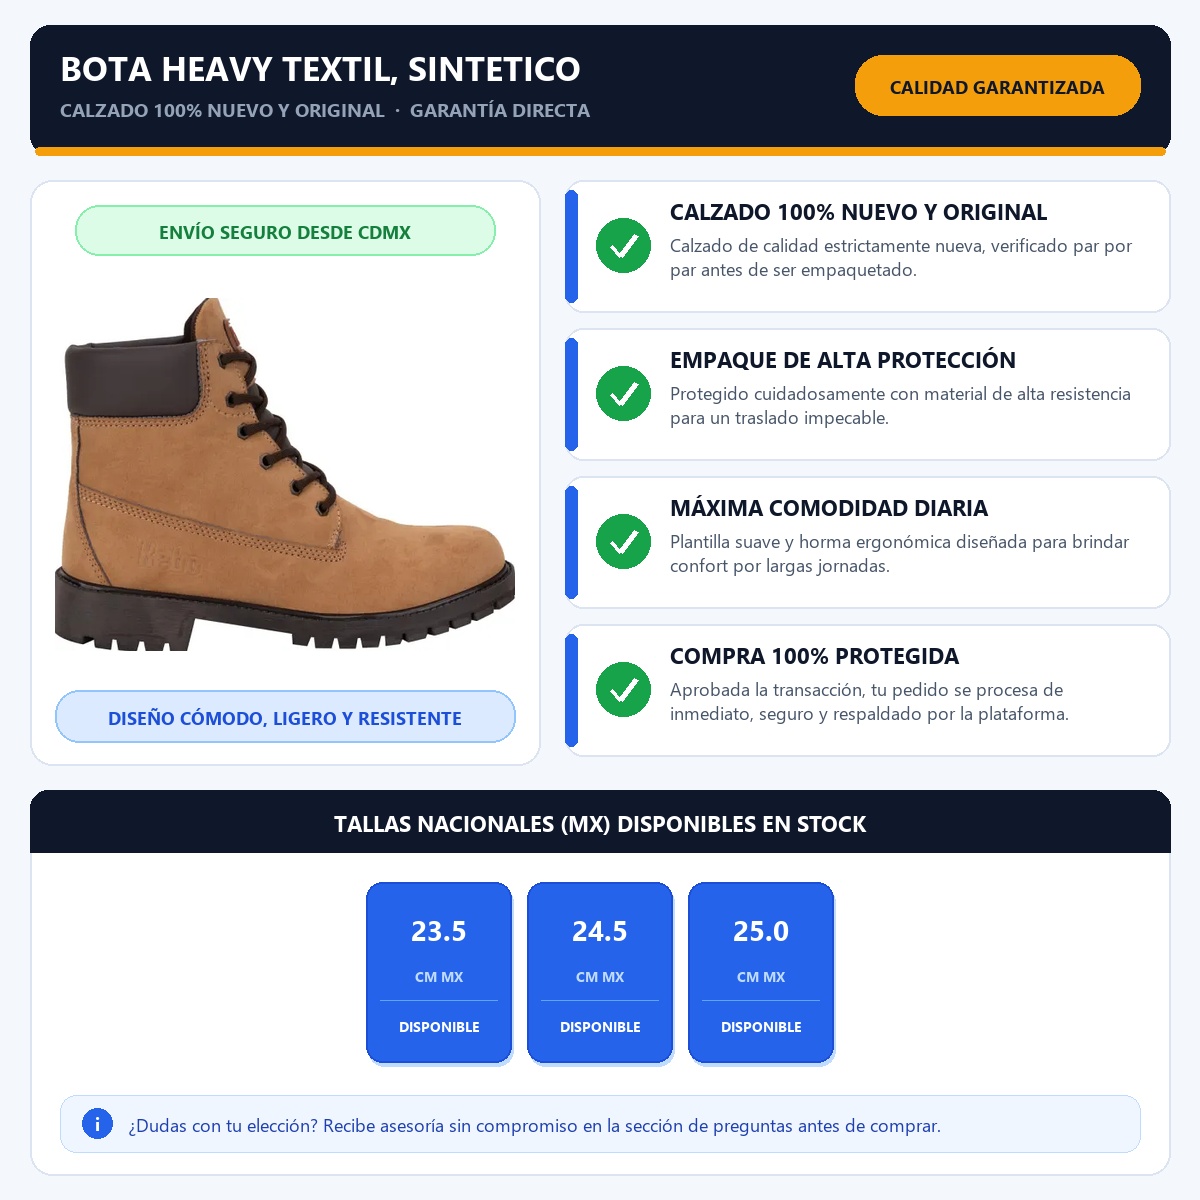 BOTA HEAVY TEXTIL, SINTETICO
CALZADO 100% NUEVO Y ORIGINAL · GARANTÍA DIRECTA
CALIDAD GARANTIZADA
ENVÍO SEGURO DESDE CDMX
DISEÑO CÓMODO, LIGERO Y RESISTENTE
CALZADO 100% NUEVO Y ORIGINAL
Calzado de calidad estrictamente nueva, verificado par por
par antes de ser empaquetado.
EMPAQUE DE ALTA PROTECCIÓN
Protegido cuidadosamente con material de alta resistencia
para un traslado impecable.
MÁXIMA COMODIDAD DIARIA
Plantilla suave y horma ergonómica diseñada para brindar
confort por largas jornadas.
COMPRA 100% PROTEGIDA
Aprobada la transacción, tu pedido se procesa de
inmediato, seguro y respaldado por la plataforma.
TALLAS NACIONALES (MX) DISPONIBLES EN STOCK
23.5
CM MX
DISPONIBLE
24.5
CM MX
DISPONIBLE
25.0
CM MX
DISPONIBLE
¿Dudas con tu elección? Recibe asesoría sin compromiso en la sección de preguntas antes de comprar.